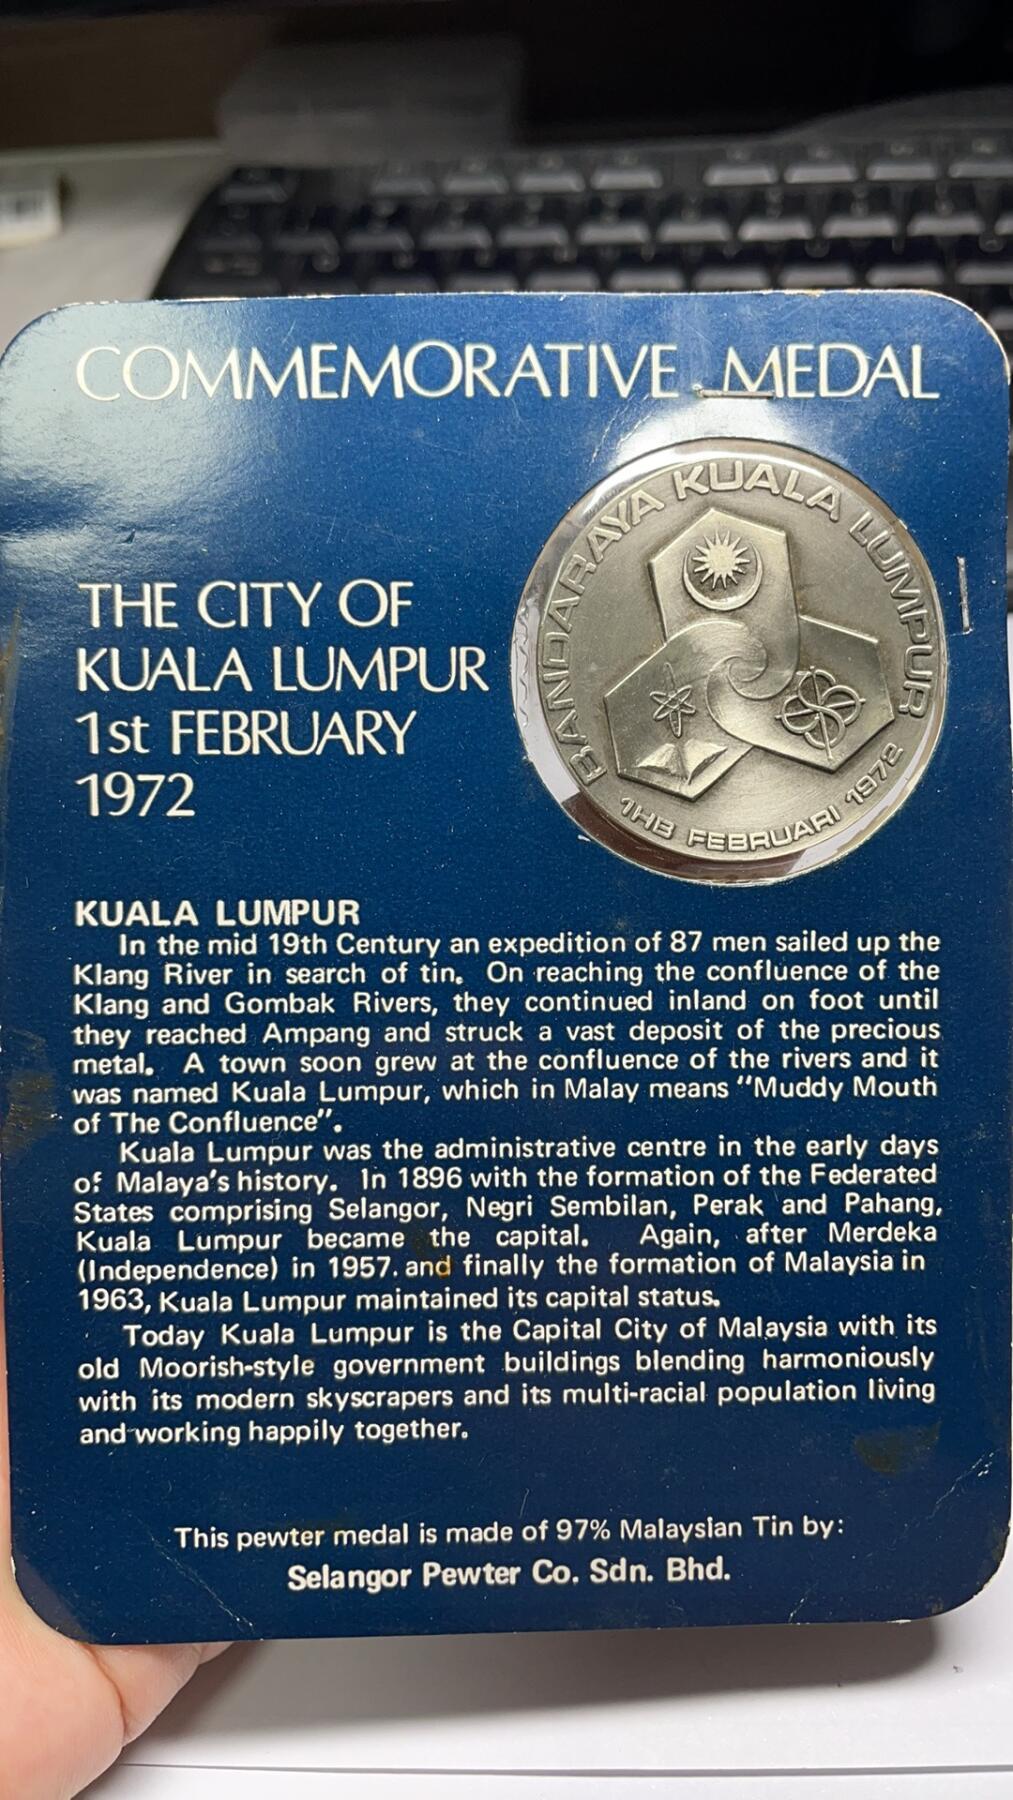 COMMEMORATIVE MEDAL
BANDARAYA KUALA LUMPUR
1HB FEBRUARI 1972
THE CITY OF
KUALA LUMPUR
1st FEBRUARY
1972
KUALA LUMPUR
In the mid 19th Century an expedition of 87 men sailed up the
Klang River in search of tin. On reaching the confluence of the
Klang and Gombak Rivers, they continued inland on foot until
they reached Ampang and struck a vast deposit of the precious
metal. A town soon grew at the confluence of the rivers and it
was named Kuala Lumpur, which in Malay means "Muddy Mouth
of The Confluence".
Kuala Lumpur was the administrative centre in the early days
of Malaya's history. In 1896 with the formation of the Federated
States comprising Selangor, Negri Sembilan, Perak and Pahang,
Kuala Lumpur became the capital. Again, after Merdeka
(Independence) in 1957. and finally the formation of Malaysia in
1963, Kuala Lumpur maintained its capital status.
Today Kuala Lumpur is the Capital City of Malaysia with its
old Moorish-style government buildings blending harmoniously
with its modern skyscrapers and its multi-racial population living
and working happily together.
This pewter medal is made of 97% Malaysian Tin by:
Selangor Pewter Co. Sdn. Bhd.